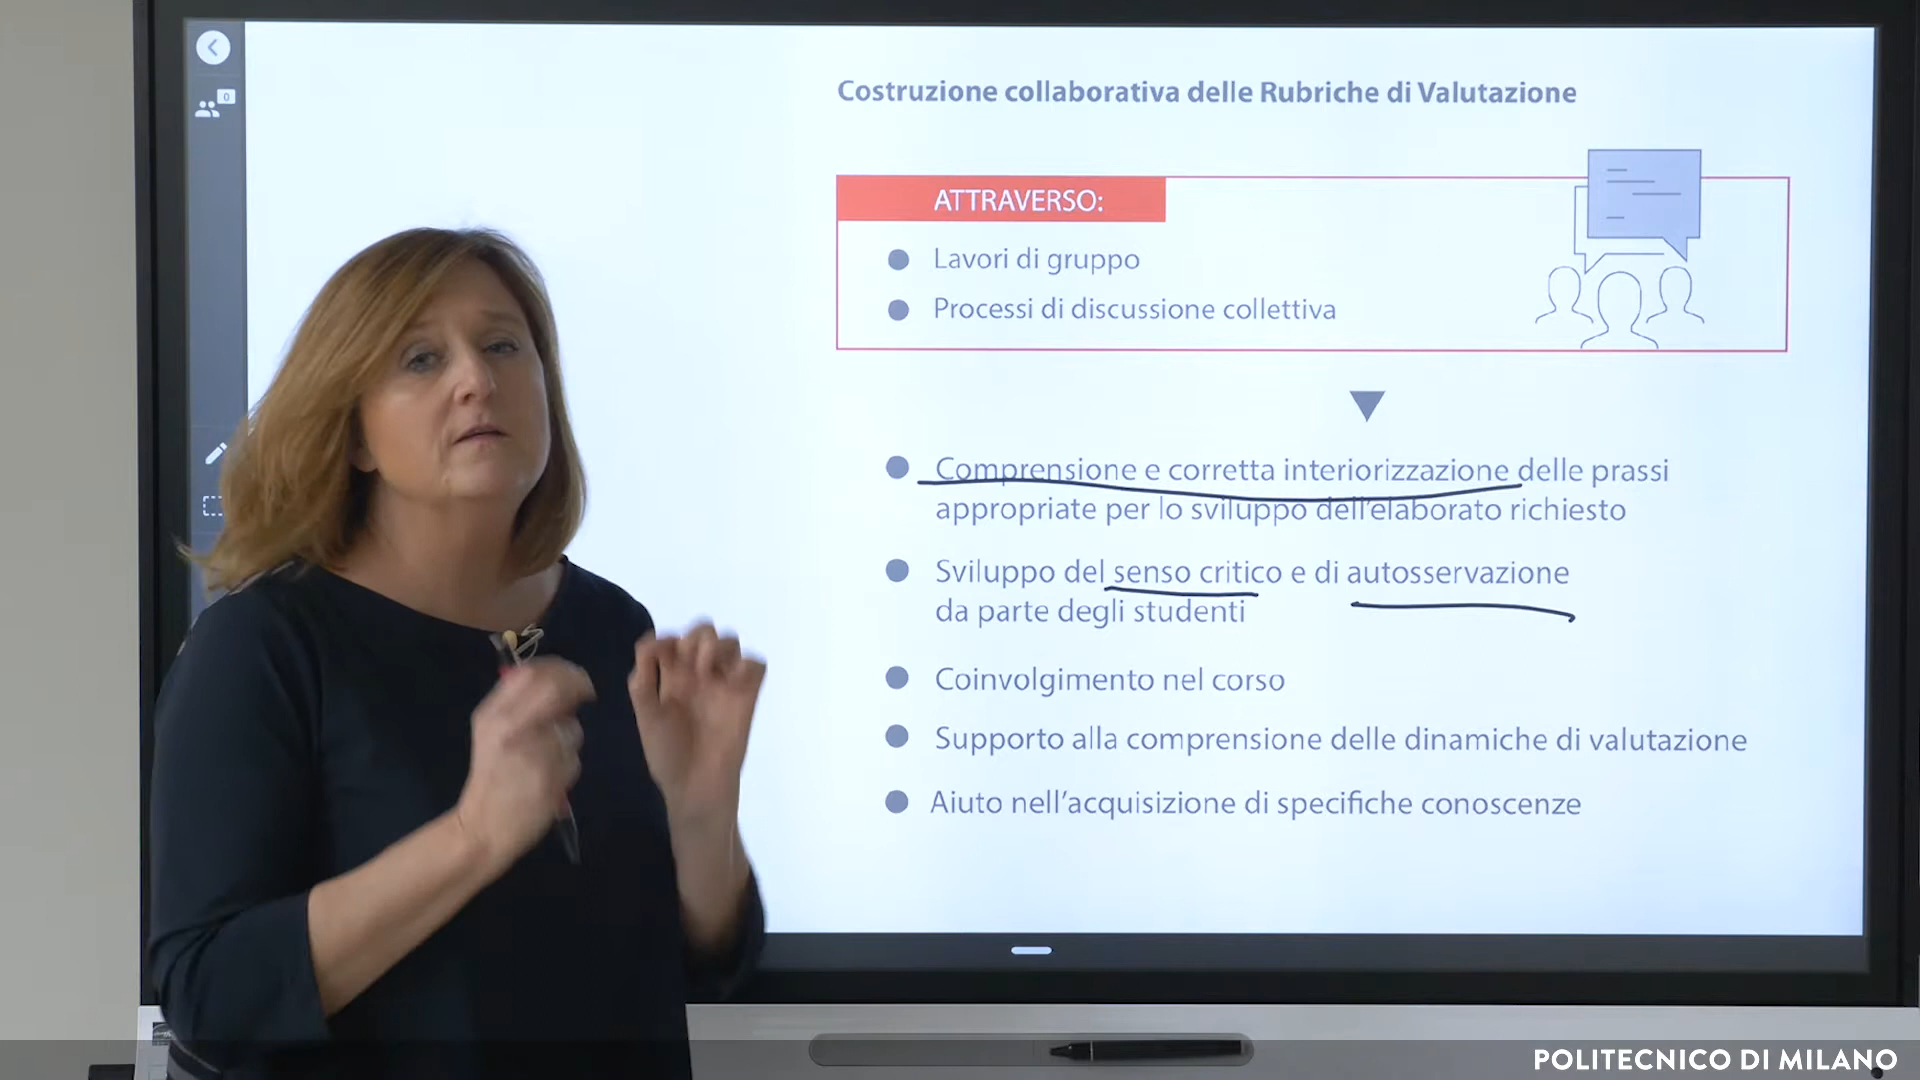 0
Costruzione collaborativa delle Rubriche di Valutazione
ATTRAVERSO:
Lavori di gruppo
Processi di discussione collettiva
Comprensione e corretta interiorizzazione delle prassi
appropriate per lo sviluppo dell'elaborato richiesto
Sviluppo del senso critico e di autosservazione
da parte degli studenti
Coinvolgimento nel corso
Supporto alla comprensione delle dinamiche di valutazione
Aiuto nell'acquisizione di specifiche conoscenze
POLITECNICO DI MILANO